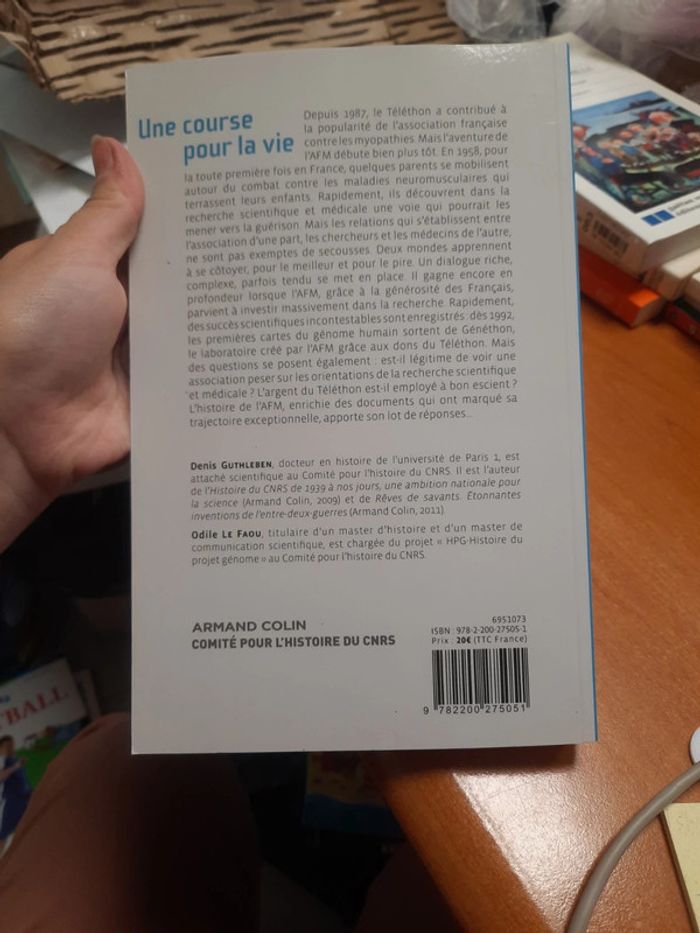 Une course
pour la vie
Depuis 1987, le Téléthon a contribué à
la popularité de l'association française
contre les myopathies. Mais l'aventure de
l'AFM débute bien plus tôt. En 1958, pour
la toute première fois en France, quelques parents se mobilisent
autour du combat contre les maladies neuromusculaires qui
terrassent leurs enfants. Rapidement, ils découvrent dans la
recherche scientifique et médicale une voie qui pourrait les
mener vers la guérison. Mais les relations qui s'établissent entre
l'association d'une part, les chercheurs et les médecins de l'autre,
ne sont pas exemptes de secousses. Deux mondes apprennent
à se côtoyer, pour le meilleur et pour le pire. Un dialogue riche,
complexe, parfois tendu se met en place. Il gagne encore en
profondeur lorsque l'AFM, grâce à la générosité des Français,
parvient à investir massivement dans la recherche. Rapidement,
des succès scientifiques incontestables sont enregistrés : dès 1992,
les premières cartes du génome humain sortent de Généthon,
le laboratoire créé par l'AFM grâce aux dons du Téléthon. Mais
des questions se posent également : est-il légitime de voir une
association peser sur les orientations de la recherche scientifique
et médicale ? L'argent du Téléthon est-il employé à bon escient ?
L'histoire de l'AFM, enrichie des documents qui ont marqué sa
trajectoire exceptionnelle, apporte son lot de réponses...
Denis GUTHLEBEN, docteur en histoire de l'université de Paris 1, est
attaché scientifique au Comité pour l'histoire du CNRS. Il est l'auteur
de l'Histoire du CNRS de 1939 à nos jours, une ambition nationale pour
la science (Armand Colin, 2009) et de Rêves de savants. Étonnantes
inventions de l'entre-deux-guerres (Armand Colin, 2011).
Odile LE FAOU, titulaire d'un master d'histoire et d'un master de
communication scientifique, est chargée du projet « HPG-Histoire du
projet génome » au Comité pour l'histoire du CNRS.
ARMAND COLIN
COMITÉ POUR L'HISTOIRE DU CNRS
6951073
ISBN : 978-2-200-27505-1
Prix : 20€ (TTC France)
9 782200 275051
BALL